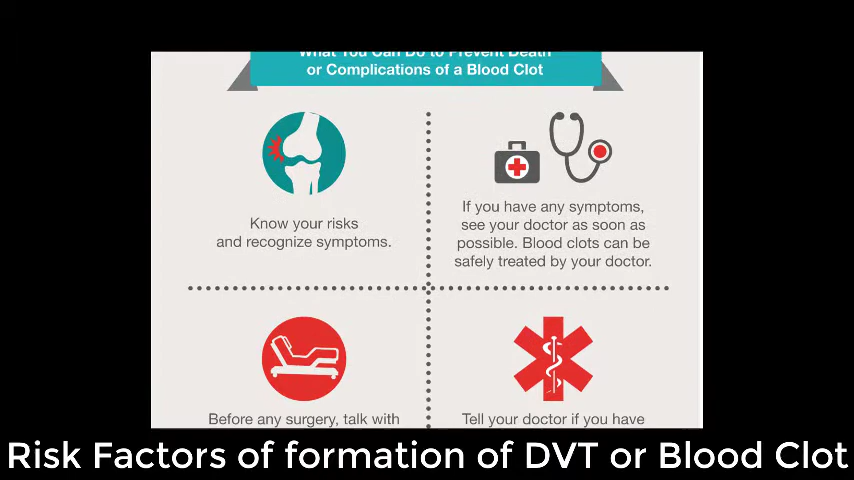 What You Can Do to Prevent Death
or Complications of a Blood Clot
Know your risks
and recognize symptoms.
If you have any symptoms,
see your doctor as soon as
possible. Blood clots can be
safely treated by your doctor.
Before any surgery, talk with
Tell your doctor if you have
Risk Factors of formation of DVT or Blood Clot